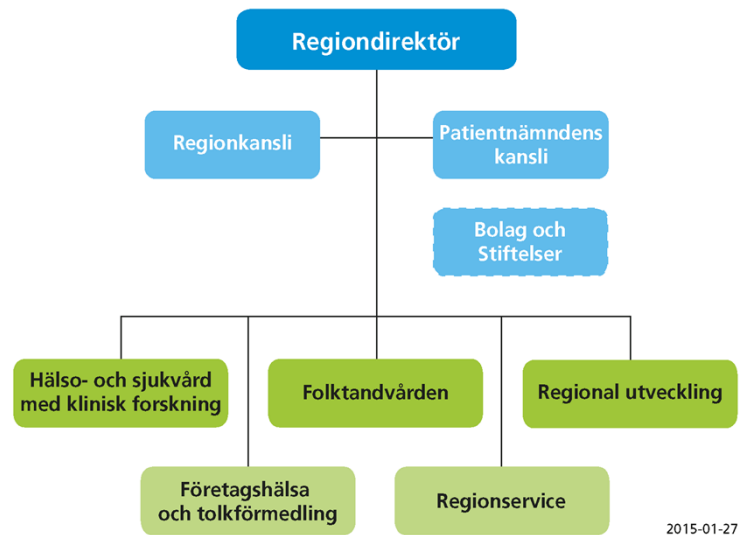 Regiondirektör
Regionkansli
Patientnämndens
kansli
Bolag och
Stiftelser
Hälso- och sjukvård
med klinisk forskning
Folktandvården
Regional utveckling
Företagshälsa
och tolkförmedling
Regionservice
2015-01-27